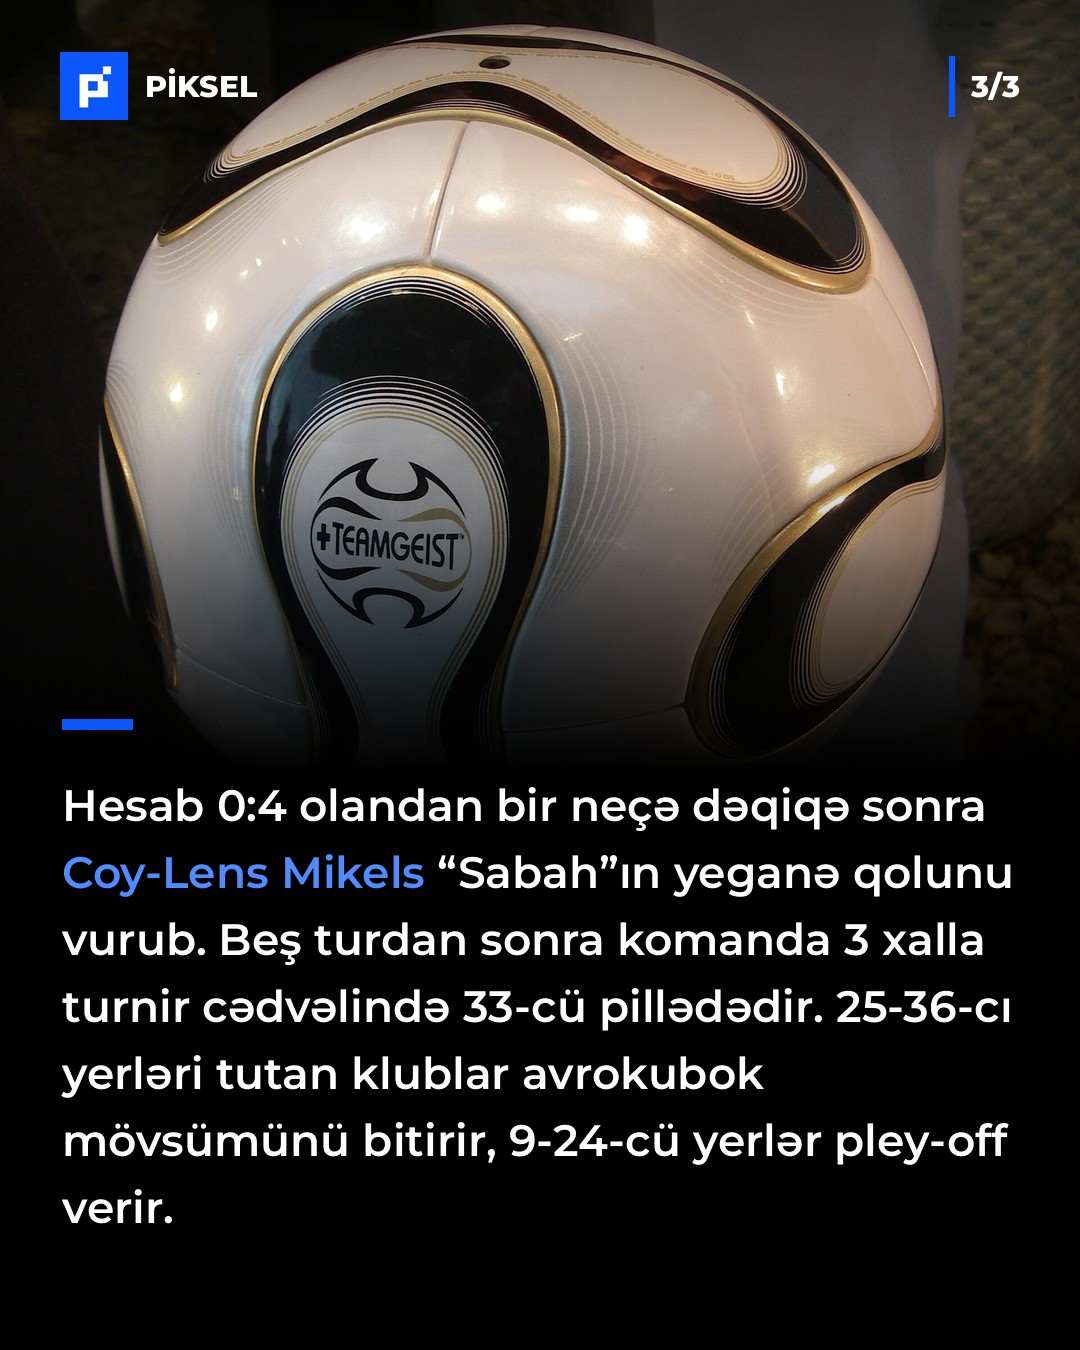 PİKSEL
3/3
+TEAMGEIST
Hesab 0:4 olandan bir neçə dəqiqə sonra
Coy-Lens Mikels “Sabah”ın yeganə qolunu
vurub. Beş turdan sonra komanda 3 xalla
turnir cədvəlində 33-cü pillədədir. 25-36-cı
yerləri tutan klublar avrokubok
mövsümünü bitirir, 9-24-cü yerlər pley-off
verir.